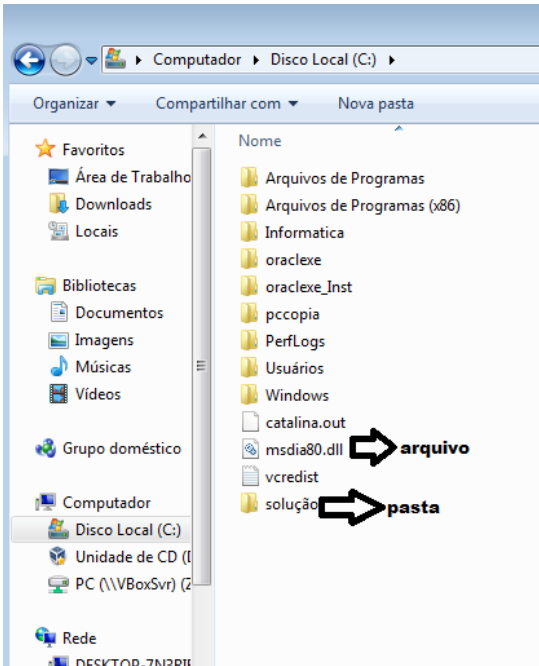 Computador Disco Local (C:)
Organizar Compartilhar com Nova pasta
Favoritos
Área de Trabalho
Downloads
Locais
Bibliotecas
Documentos
Imagens
Músicas
Vídeos
Grupo doméstico
Computador
Disco Local (C:)
Unidade de CD (
PC (\\VBoxSvr) (Z
Rede
Nome
Arquivos de Programas
Arquivos de Programas (x86)
Informatica
oraclexe
oraclexe_Inst
pccopia
PerfLogs
Usuários
Windows
catalina.out
msdia80.dll arquivo
vcredist
solução pasta